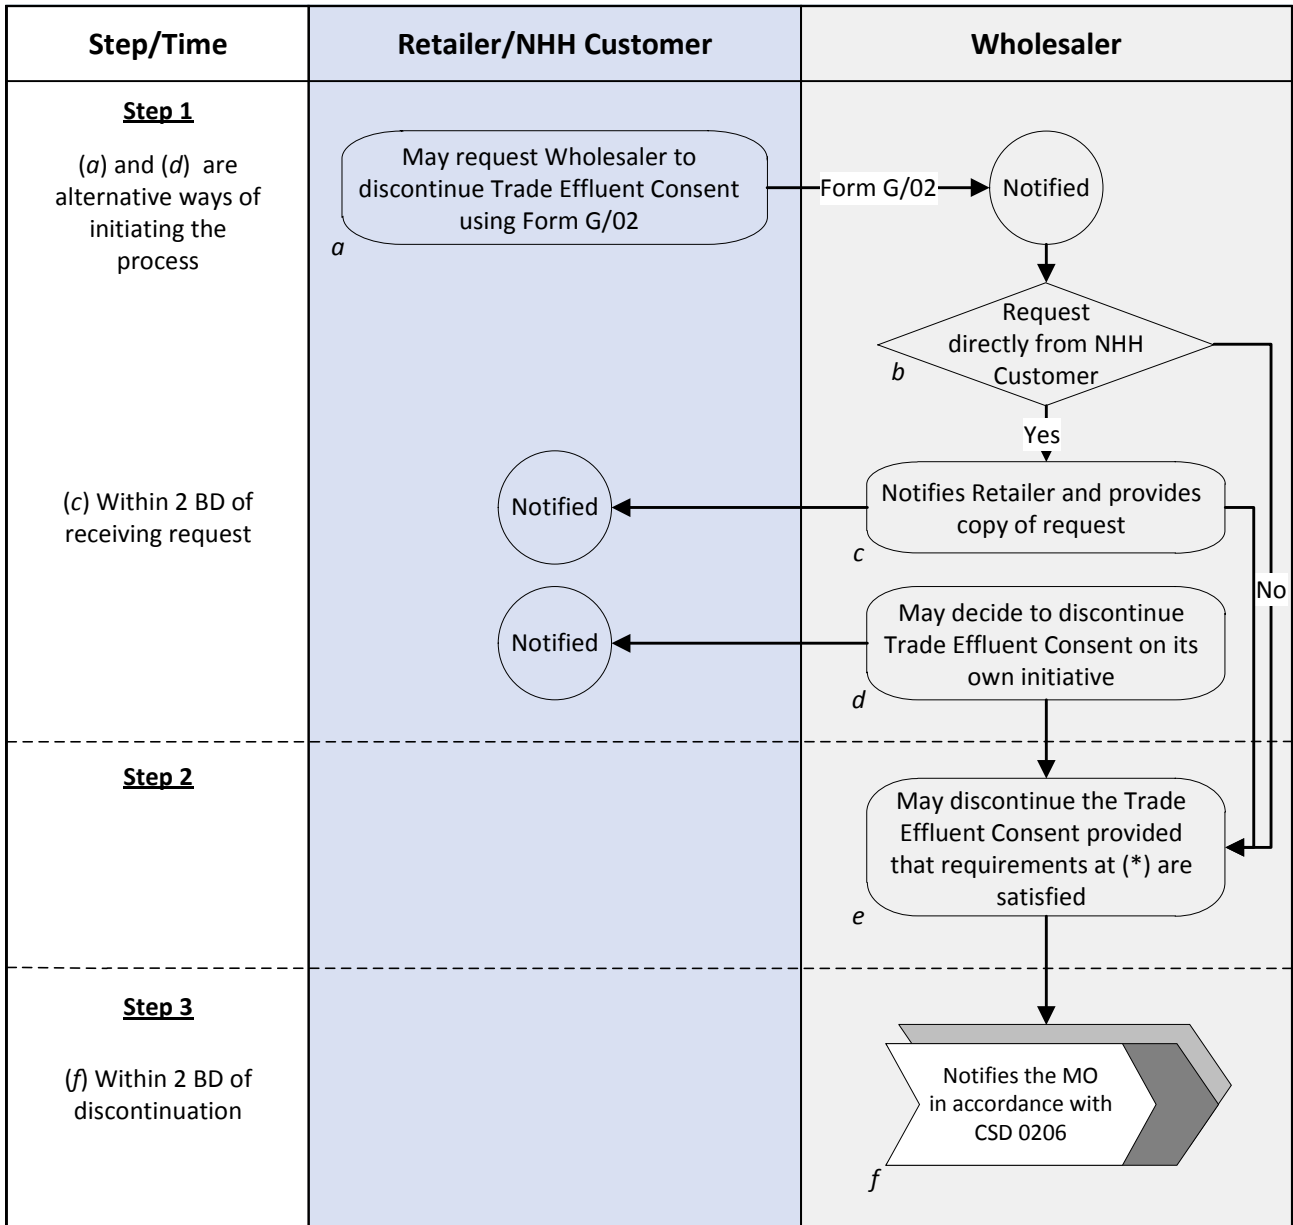 Step/Time
Retailer/NHH Customer
Wholesaler
Step 1
(a) and (d) are
alternative ways of
initiating the
process
May request Wholesaler to
discontinue Trade Effluent Consent
using Form G/02
a
Form G/02
Notified
Request
directly from NHH
Customer
b
Yes
No
(c) Within 2 BD of
receiving request
Notified
Notifies Retailer and provides
copy of request
c
Notified
May decide to discontinue
Trade Effluent Consent on its
own initiative
d
Step 2
May discontinue the Trade
Effluent Consent provided
that requirements at (*) are
satisfied
e
Step 3
(f) Within 2 BD of
discontinuation
Notifies the MO
in accordance with
CSD 0206
f